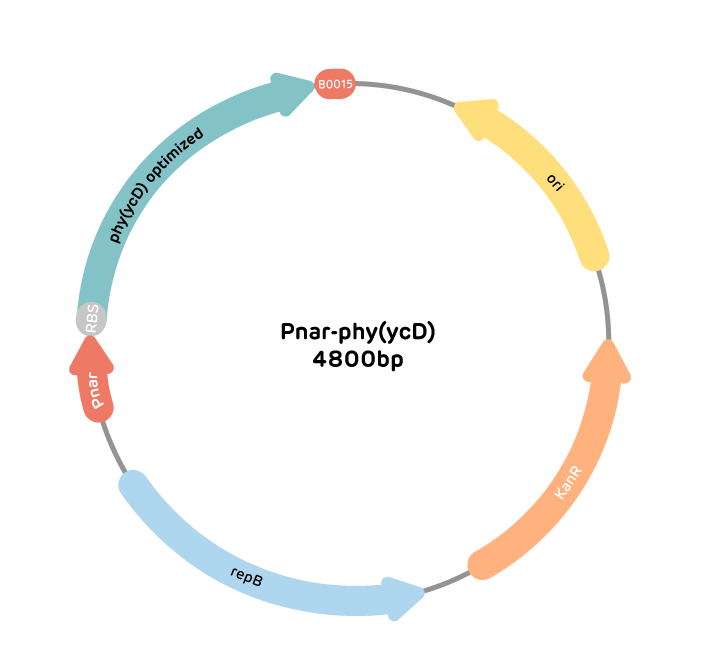 B0015
phy(ycD) optimized
ori
RBS
Pnar-phy(ycD)
4800bp
Pnar
KanR
repB